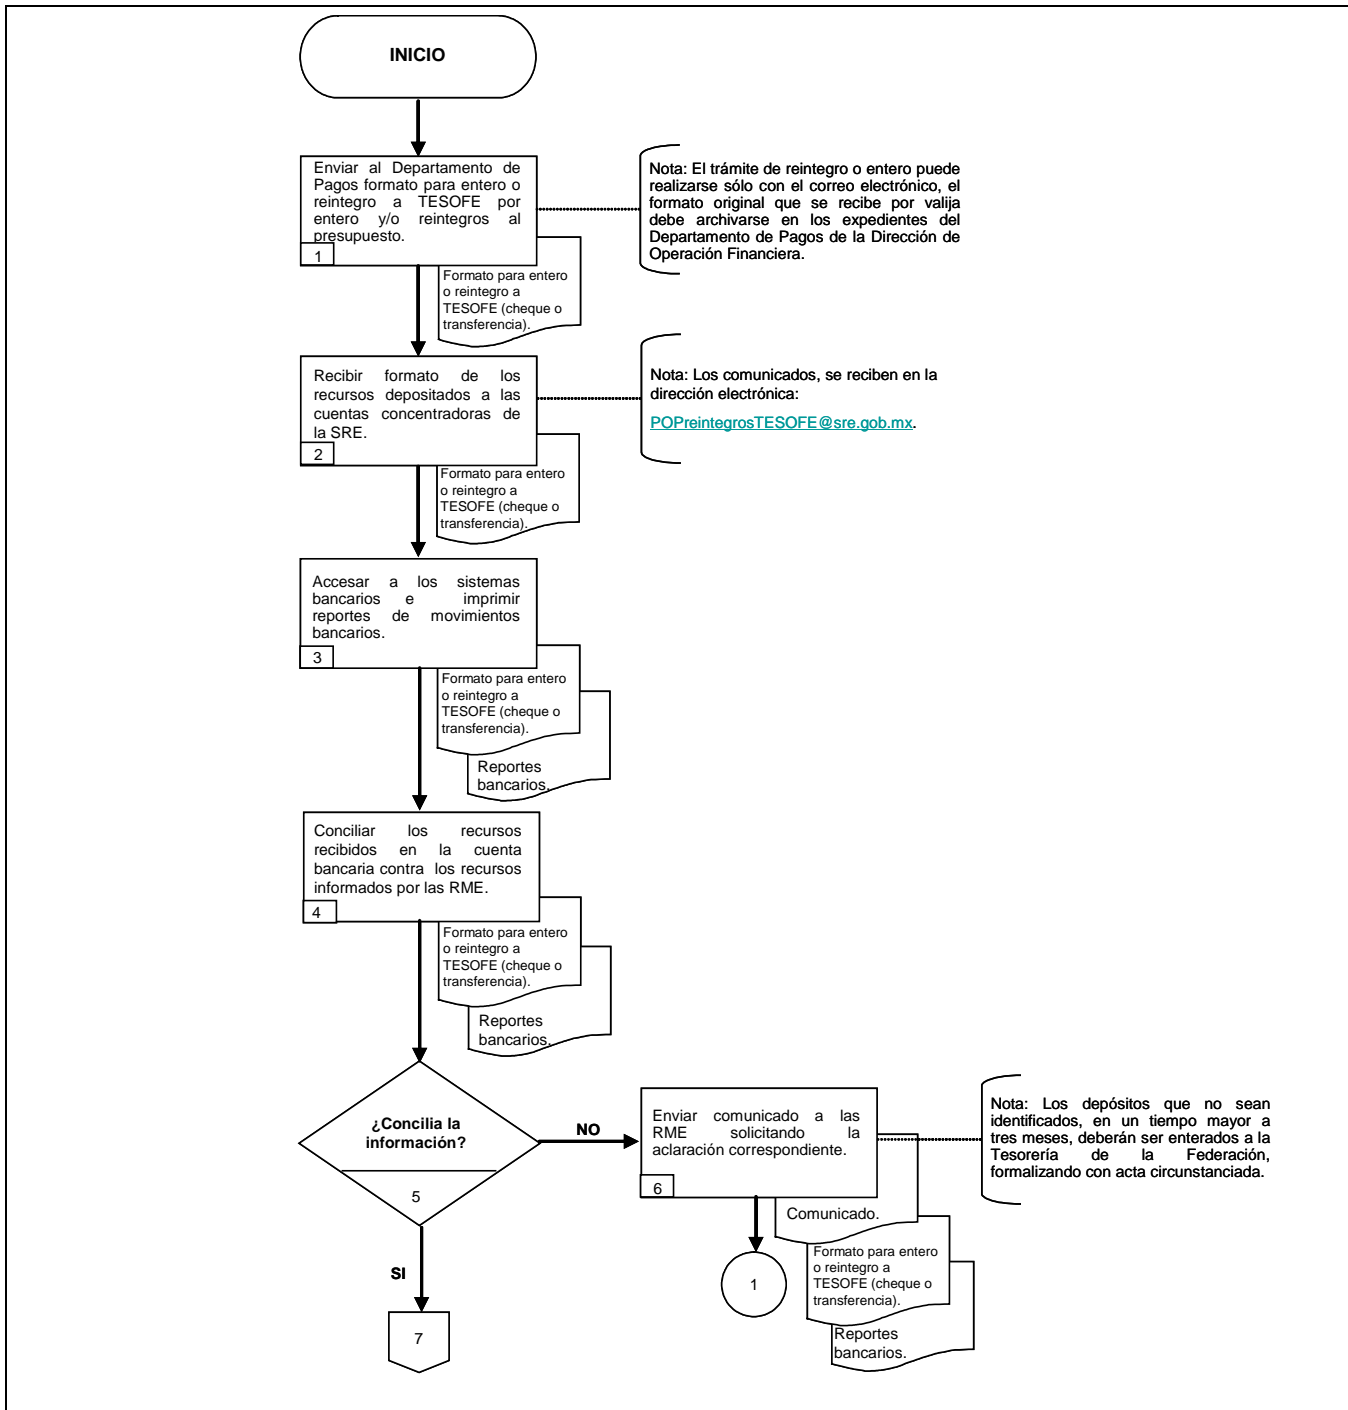 INICIO
Enviar al Departamento de
Pagos formato para entero o
reintegro a TESOFE por
entero y/o reintegros al
presupuesto.
1
Nota: El trámite de reintegro o entero puede
realizarse sólo con el correo electrónico, el
formato original que se recibe por valija
debe archivarse en los expedientes del
Departamento de Pagos de la Dirección de
Operación Financiera.
Formato para entero
o reintegro a
TESOFE (cheque o
transferencia).
Recibir formato de los
recursos depositados a las
cuentas concentradoras de
la SRE.
2
Nota: Los comunicados, se reciben en la
dirección electrónica:
POPreintegrosTESOFE@sre.gob.mx.
Formato para entero
o reintegro a
TESOFE (cheque o
transferencia).
Accesar a los sistemas
bancarios e imprimir
reportes de movimientos
bancarios.
3
Formato para entero
o reintegro a
TESOFE (cheque o
transferencia).
Reportes
bancarios.
Conciliar los recursos
recibidos en la cuenta
bancaria contra los recursos
informados por las RME.
4
Formato para entero
o reintegro a
TESOFE (cheque o
transferencia).
Reportes
bancarios.
¿Concilia la
información?
5
NO
Enviar comunicado a las
RME solicitando la
aclaración correspondiente.
6
Nota: Los depósitos que no sean
identificados, en un tiempo mayor a
tres meses, deberán ser enterados a la
Tesorería de la Federación,
formalizando con acta circunstanciada.
Comunicado.
Formato para entero
o reintegro a
TESOFE (cheque o
transferencia).
Reportes
bancarios.
1
SI
7